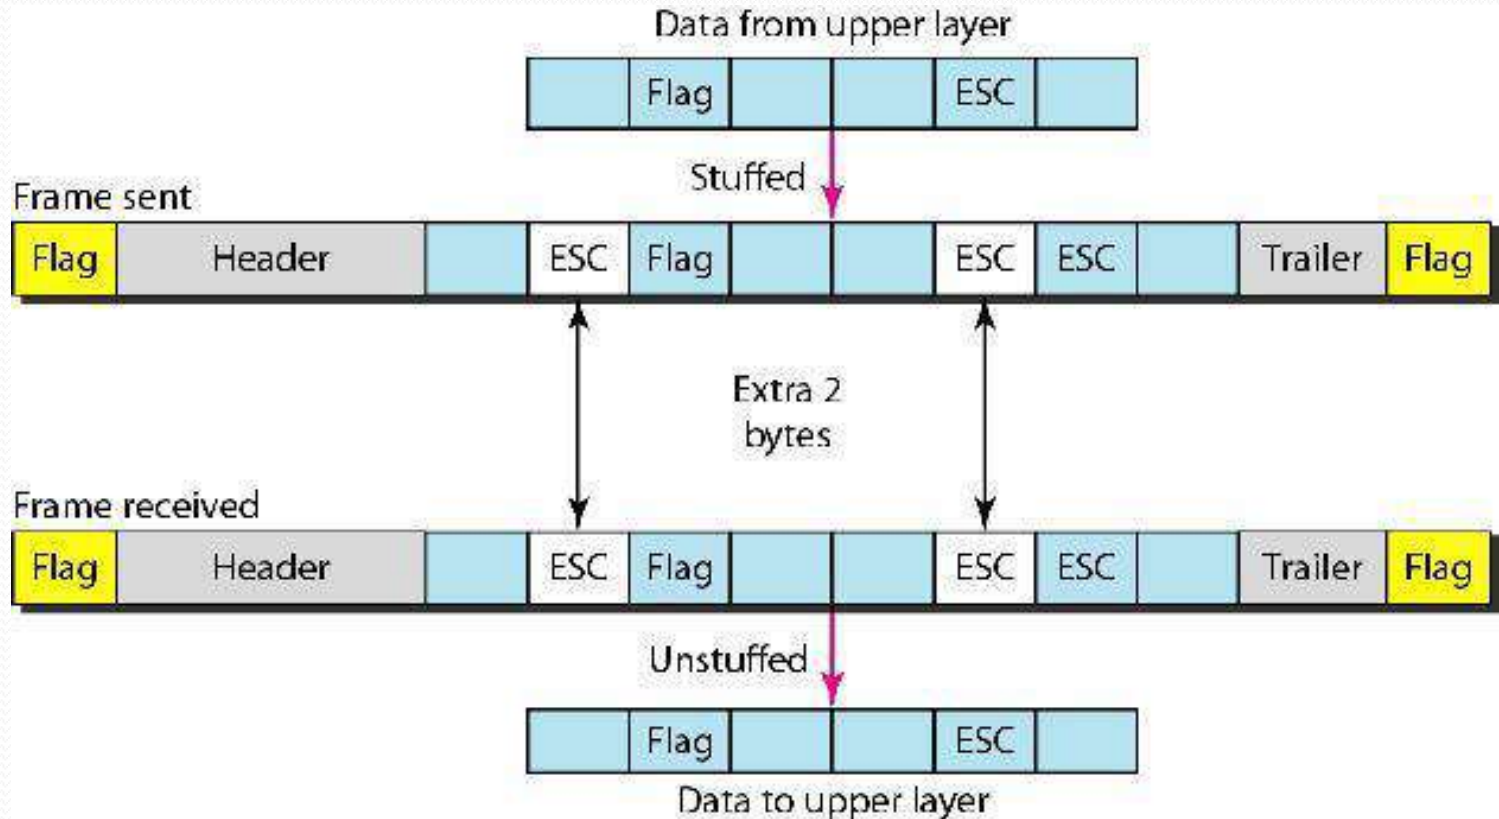 Data from upper layer
Flag ESC
Stuffed
Frame sent
Flag Header ESC Flag ESC ESC Trailer Flag
Extra 2
bytes
Frame received
Flag Header ESC Flag ESC ESC Trailer Flag
Unstuffed
Flag ESC
Data to upper layer